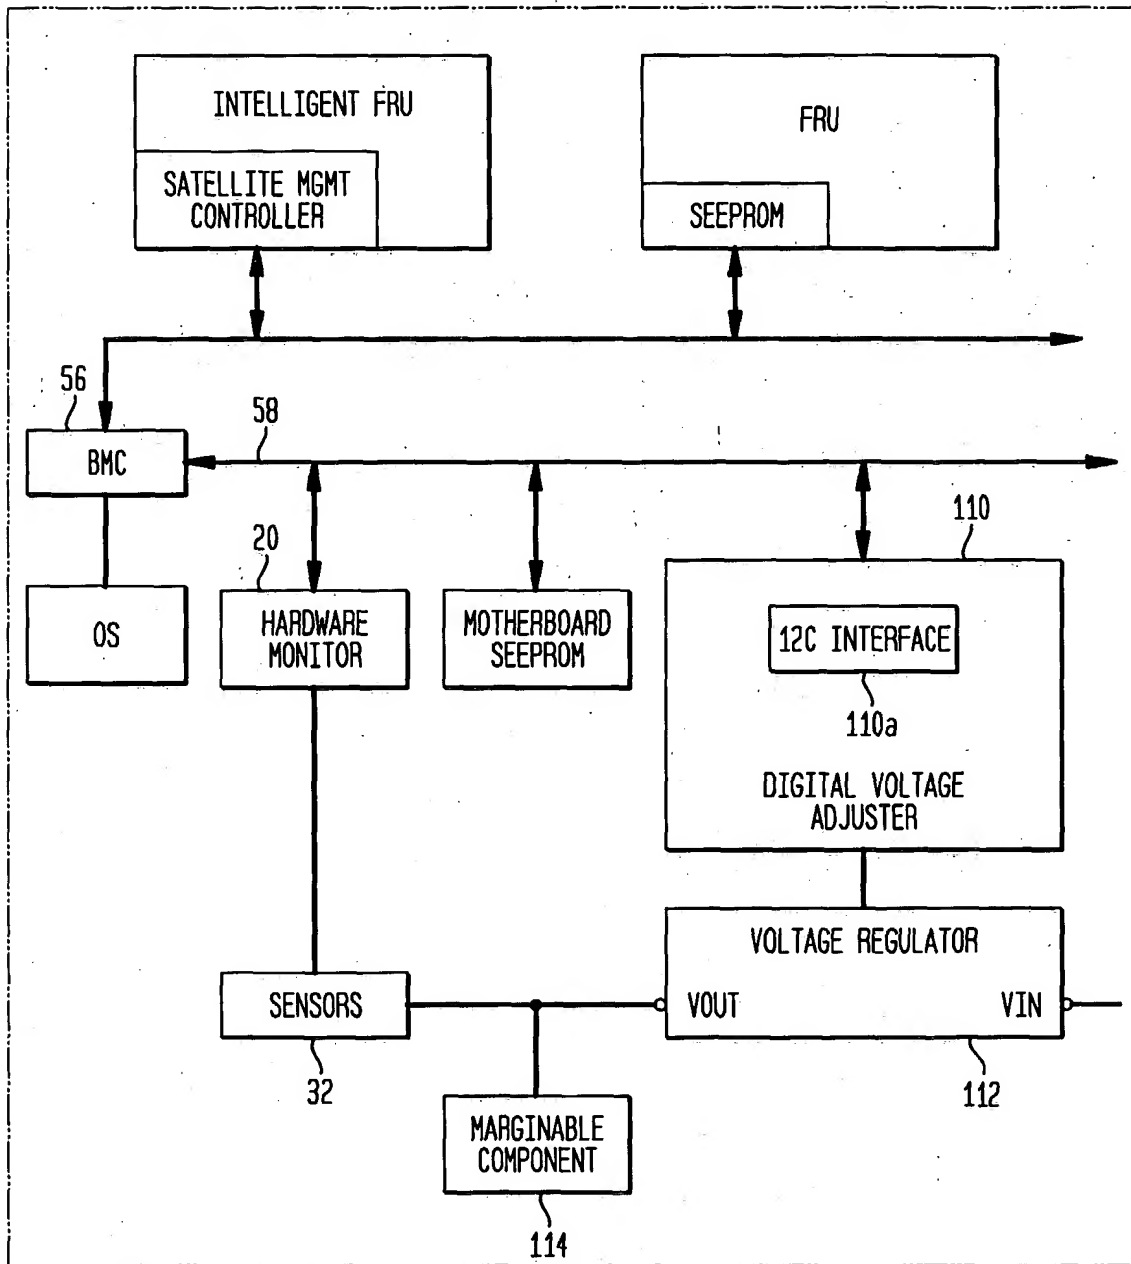 INTELLIGENT FRU
SATELLITE MGMT
CONTROLLER
FRU
SEEPROM
56
BMC
58
OS
20
HARDWARE
MONITOR
MOTHERBOARD
SEEPROM
110
12C INTERFACE
110a
DIGITAL VOLTAGE
ADJUSTER
VOLTAGE REGULATOR
VOUT
VIN
112
SENSORS
32
MARGINABLE
COMPONENT
114